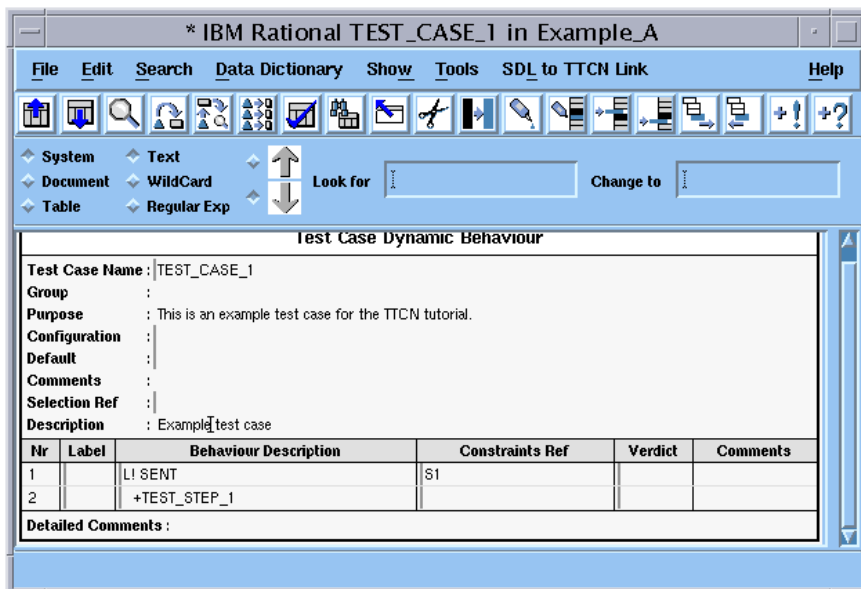 * IBM Rational TEST_CASE_1 in Example_A
File Edit Search Data Dictionary Show Tools SDL to TTCN Link Help
+! +?
System Text
Document WildCard Look for Change to
Table Regular Exp
Test Case Dynamic Behaviour
Test Case Name : TEST_CASE_1
Group :
Purpose : This is an example test case for the TTCN tutorial.
Configuration :
Default :
Comments :
Selection Ref :
Description : Example test case
Nr Label Behaviour Description Constraints Ref Verdict Comments
1 L! SENT S1
2 +TEST_STEP_1
Detailed Comments :